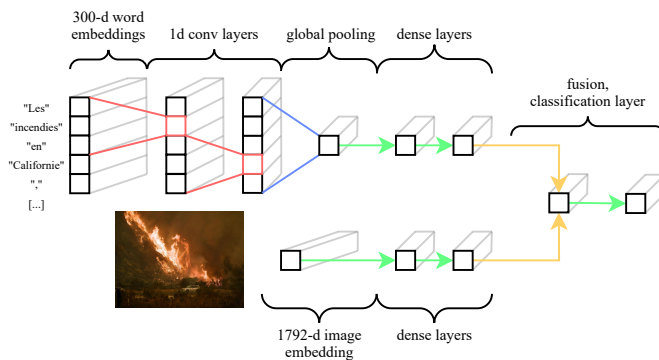 300-d word
embeddings
1d conv layers
global pooling
dense layers
"Les"
"incendies"
"en"
"Californie"
","
[...]
fusion,
classification layer
1792-d image
embedding
dense layers